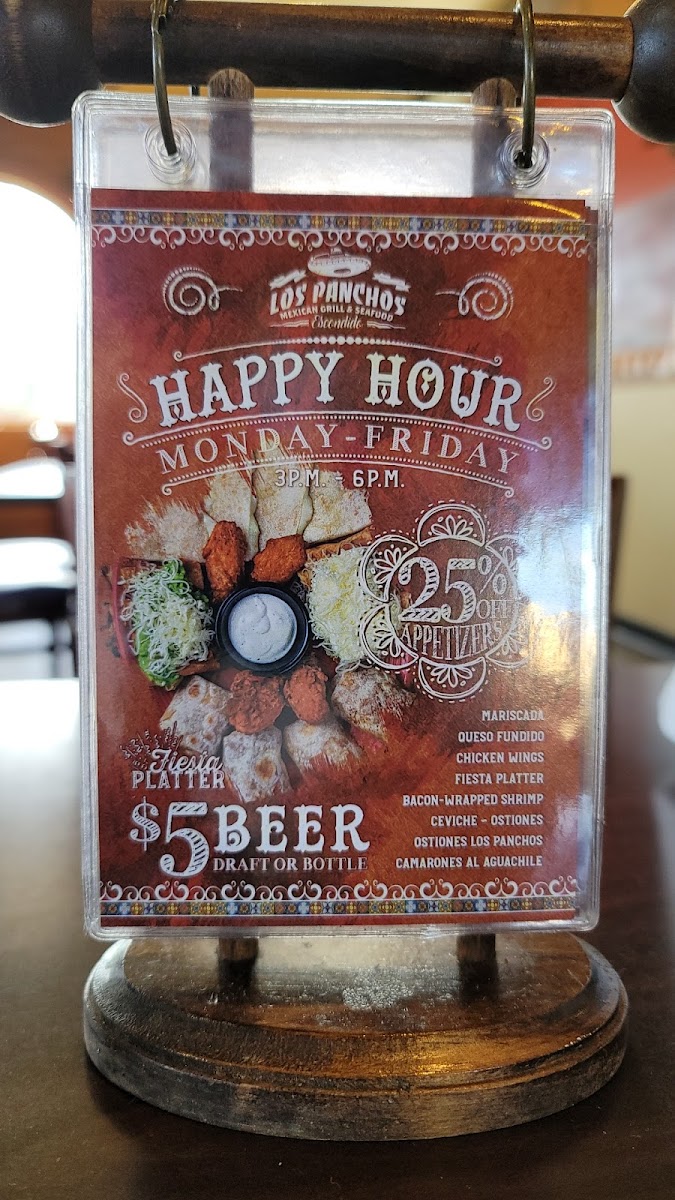 LOS PANCHOS
MEXICAN GRILL & SEAFOOD
Escondido
HAPPY HOUR
MONDAY-FRIDAY
3P.M. - 6P.M.
25%
OFF
APPETIZERS
MARISCADA
QUESO FUNDIDO
CHICKEN WINGS
FIESTA PLATTER
BACON-WRAPPED SHRIMP
CEVICHE - OSTIONES
OSTIONES LOS PANCHOS
CAMARONES AL AGUACHILE
Fiesta
PLATTER
$5 BEER
DRAFT OR BOTTLE